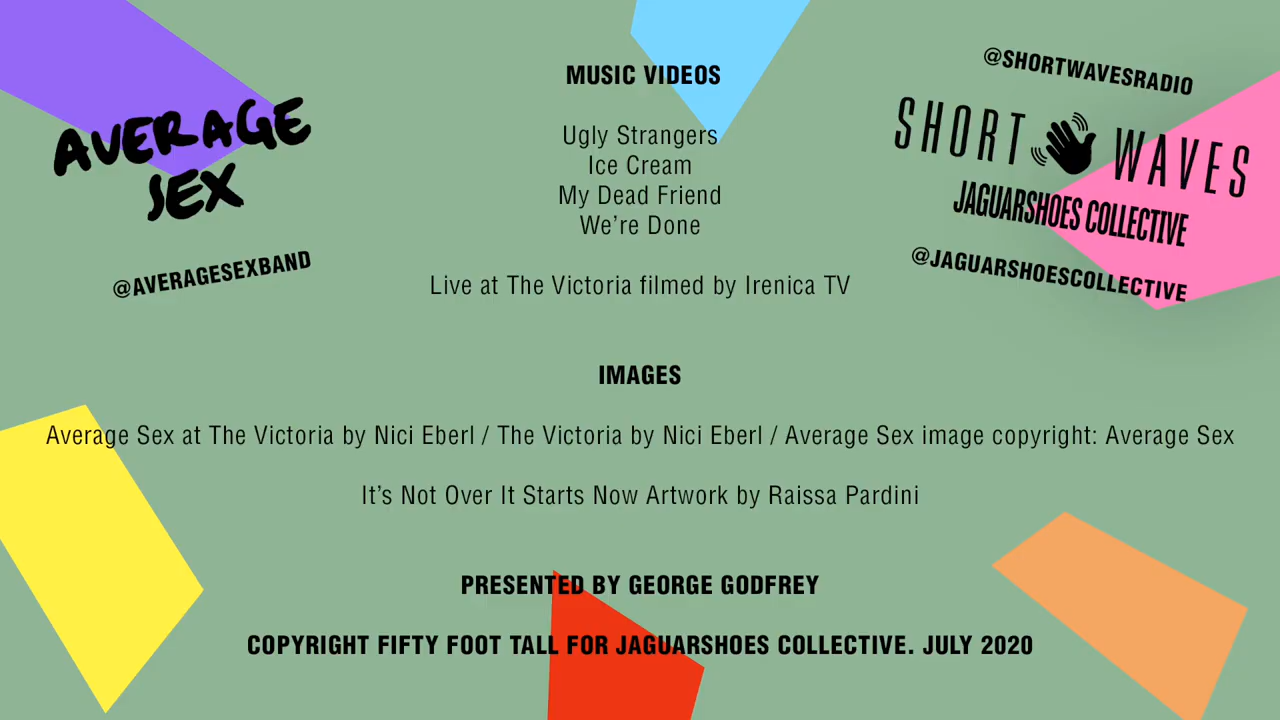 AVERAGE
SEX
@AVERAGESEXBAND
MUSIC VIDEOS
Ugly Strangers
Ice Cream
My Dead Friend
We're Done
Live at The Victoria filmed by Irenica TV
@SHORTWAVESRADIO
SHORT WAVES
JAGUARSHOES COLLECTIVE
@JAGUARSHOESCOLLECTIVE
IMAGES
Average Sex at The Victoria by Nici Eberl / The Victoria by Nici Eberl / Average Sex image copyright: Average Sex
It's Not Over It Starts Now Artwork by Raissa Pardini
PRESENTED BY GEORGE GODFREY
COPYRIGHT FIFTY FOOT TALL FOR JAGUARSHOES COLLECTIVE. JULY 2020